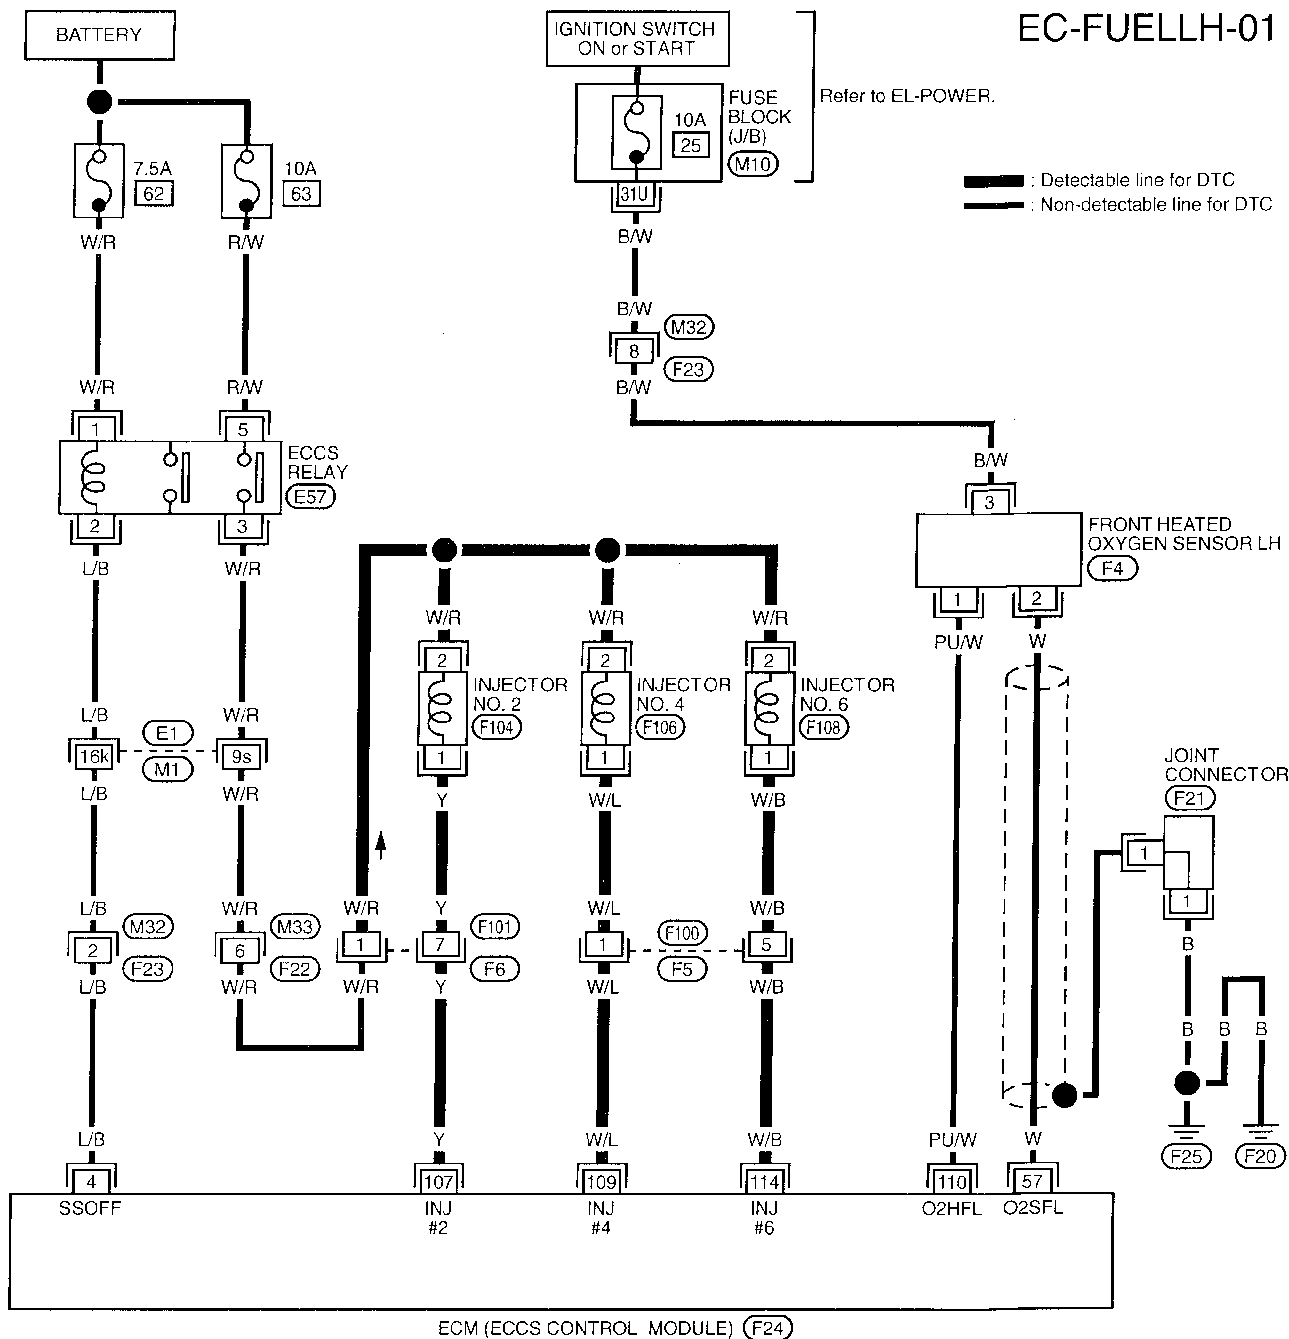 EC-FUELLH-01
BATTERY
IGNITION SWITCH
ON or START
Refer to EL-POWER.
FUSE
BLOCK
(J/B)
M10
10A
25
31U
7.5A
62
10A
63
: Detectable line for DTC
: Non-detectable line for DTC
W/R
R/W
B/W
B/W
M32
8
F23
B/W
W/R
R/W
1
5
ECCS
RELAY
E57
2
3
L/B
W/R
B/W
3
FRONT HEATED
OXYGEN SENSOR LH
F4
1
2
PU/W
W
W/R
W/R
W/R
2
2
2
INJECTOR
NO. 2
F104
INJECTOR
NO. 4
F106
INJECTOR
NO. 6
F108
1
1
1
L/B
W/R
E1
16k
9s
M1
L/B
W/R
Y
W/L
W/B
JOINT
CONNECTOR
F21
1
1
L/B
W/R
W/R
Y
W/L
W/B
M32
M33
F101
F100
2
6
1
7
1
5
F23
F22
F6
F5
L/B
W/R
W/R
Y
W/L
W/B
B
B
B
B
L/B
Y
W/L
W/B
PU/W
W
F25
F20
4
107
109
114
110
57
SSOFF
INJ
#2
INJ
#4
INJ
#6
O2HFL
O2SFL
ECM (ECCS CONTROL MODULE)
F24